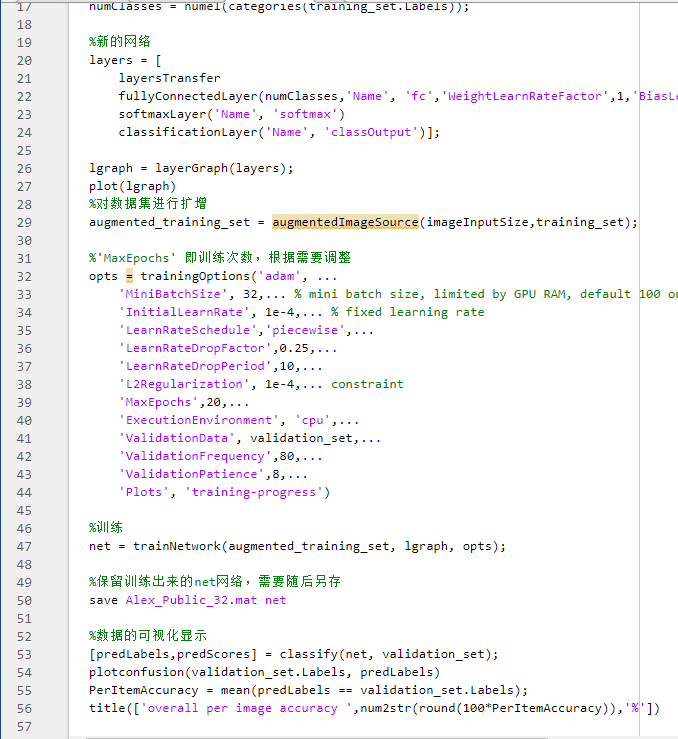 17 numClasses = numel(categories(training_set.Labels));
18
19 %新的网络
20 layers = [
21 layersTransfer
22 fullyConnectedLayer(numClasses,'Name', 'fc','WeightLearnRateFactor',1,'BiasLe
23 softmaxLayer('Name', 'softmax')
24 classificationLayer('Name', 'classOutput')];
25
26 lgraph = layerGraph(layers);
27 plot(lgraph)
28 %对数据集进行扩增
29 augmented_training_set = augmentedImageSource(imageInputSize,training_set);
30
31 %'MaxEpochs' 即训练次数，根据需要调整
32 opts = trainingOptions('adam', ...
33 'MiniBatchSize', 32,... % mini batch size, limited by GPU RAM, default 100 on
34 'InitialLearnRate', 1e-4,... % fixed learning rate
35 'LearnRateSchedule','piecewise',...
36 'LearnRateDropFactor',0.25,...
37 'LearnRateDropPeriod',10,...
38 'L2Regularization', 1e-4,... constraint
39 'MaxEpochs',20,...
40 'ExecutionEnvironment', 'cpu',...
41 'ValidationData', validation_set,...
42 'ValidationFrequency',80,...
43 'ValidationPatience',8,...
44 'Plots', 'training-progress')
45
46 %训练
47 net = trainNetwork(augmented_training_set, lgraph, opts);
48
49 %保留训练出来的net网络，需要随后另存
50 save Alex_Public_32.mat net
51
52 %数据的可视化显示
53 [predLabels,predScores] = classify(net, validation_set);
54 plotconfusion(validation_set.Labels, predLabels)
55 PerItemAccuracy = mean(predLabels == validation_set.Labels);
56 title(['overall per image accuracy ',num2str(round(100*PerItemAccuracy)),'%'])
57